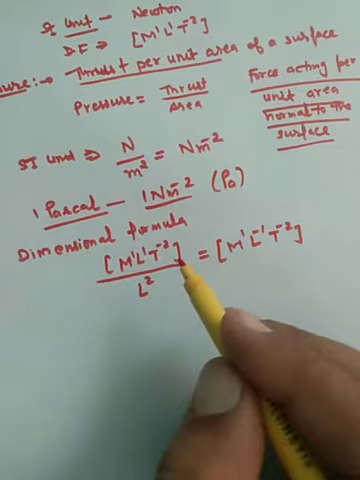 SI unit - Newton
DF ⇒ [M¹L¹T⁻²]
sure:→ Thrust per unit area of a surface
Pressure = Thrust / Area
Force acting per
unit area
normal to the
surface
SI unit ⇒ N / m² = Nm⁻²
1 Pascal - 1Nm⁻² (Pa)
Dimensional formula
[M¹L¹T⁻²] / L² = [M¹L⁻¹T⁻²]